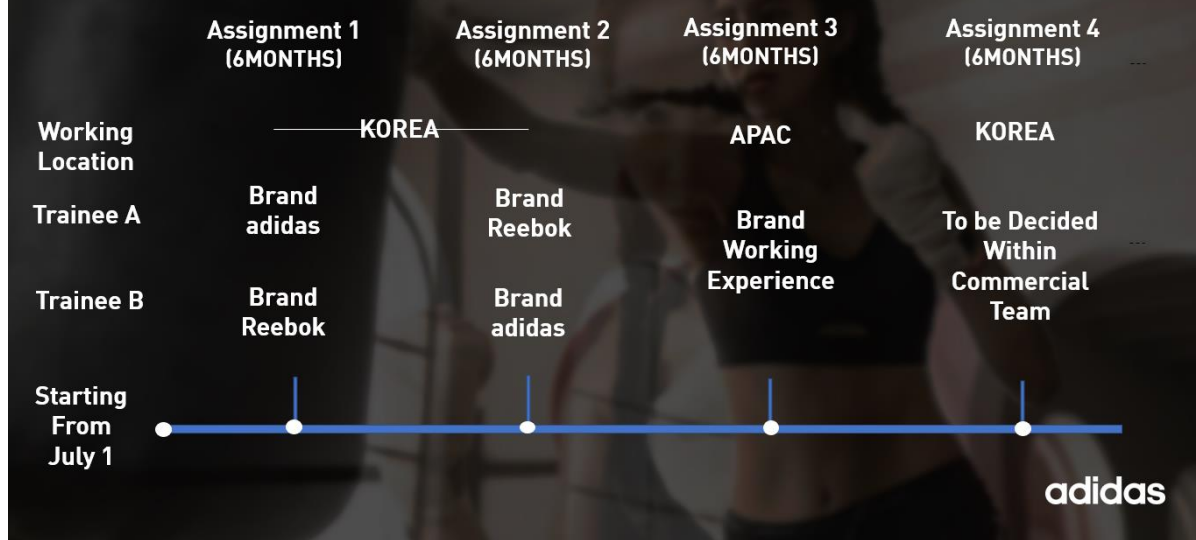 Assignment 1
(6MONTHS)
Assignment 2
(6MONTHS)
Assignment 3
(6MONTHS)
Assignment 4
(6MONTHS)
---
Working
Location
KOREA
APAC
KOREA
Trainee A
Brand
adidas
Brand
Reebok
Brand
Working
Experience
To be Decided
Within
Commercial
Team
---
Trainee B
Brand
Reebok
Brand
adidas
Starting
From
July 1
adidas